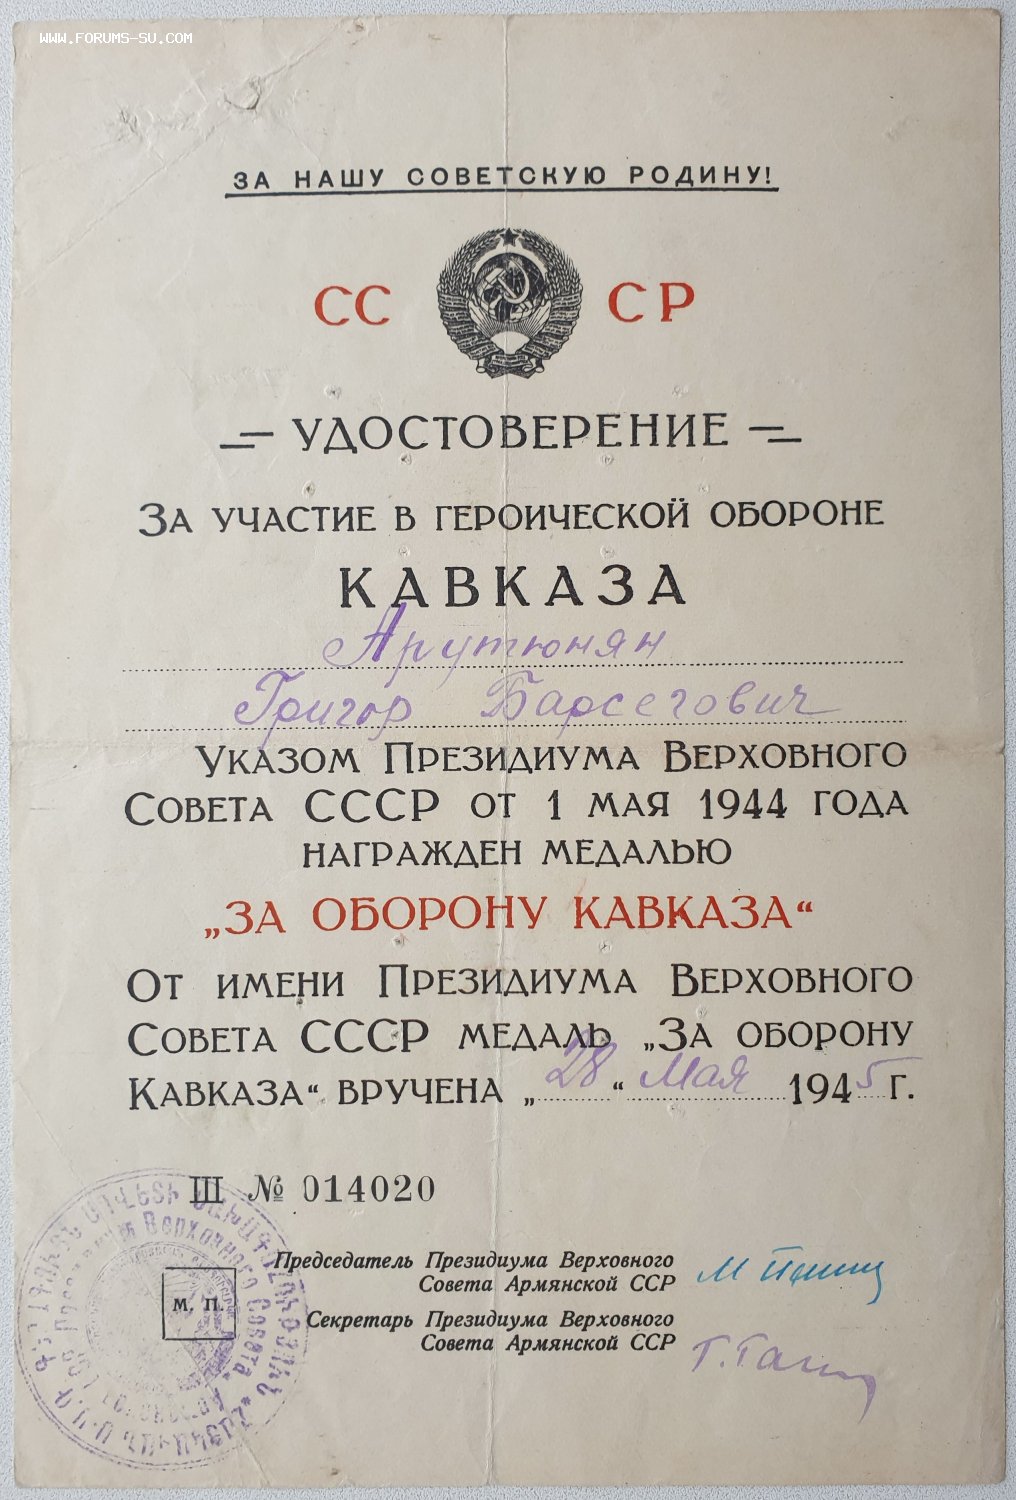 WWW.FORUMS-SU.COM
ЗА НАШУ СОВЕТСКУЮ РОДИНУ!
СС СР
УДОСТОВЕРЕНИЕ
ЗА УЧАСТИЕ В ГЕРОИЧЕСКОЙ ОБОРОНЕ
КАВКАЗА
Арутюнян
Григор Барсегович
УКАЗОМ ПРЕЗИДИУМА ВЕРХОВНОГО
СОВЕТА СССР ОТ 1 МАЯ 1944 ГОДА
НАГРАЖДЕН МЕДАЛЬЮ
„ЗА ОБОРОНУ КАВКАЗА“
ОТ ИМЕНИ ПРЕЗИДИУМА ВЕРХОВНОГО
СОВЕТА СССР МЕДАЛЬ „ЗА ОБОРОНУ
КАВКАЗА“ ВРУЧЕНА „28“ Мая 1945 Г.
III № 014020
Председатель Президиума Верховного
Совета Армянской ССР
М. П.
Секретарь Президиума Верховного
Совета Армянской ССР
Верховного Совета